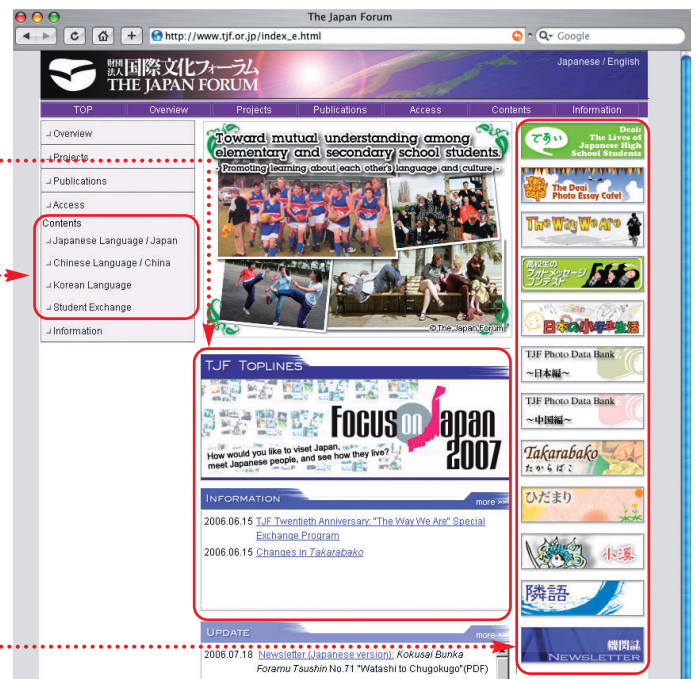 The Japan Forum
http://www.tjf.or.jp/index_e.html
Google
Japanese / English
財団法人 国際文化フォーラム
THE JAPAN FORUM
TOP Overview Projects Publications Access Contents Information
Overview
Projects
Publications
Access
Contents
Japanese Language / Japan
Chinese Language / China
Korean Language
Student Exchange
Information
Toward mutual understanding among
elementary and secondary school students.
- Promoting learning about each other's language and culture -
©The Japan Forum
TJF TOPLINES
FOCUS on Japan
2007
How would you like to viset Japan,
meet Japanese people, and see how they live?
INFORMATION more >>
2006.06.15 TJF Twentieth Anniversary: "The Way We Are" Special
Exchange Program
2006.06.15 Changes in Takarabako
UPDATE more >>
2006.07.18 Newsletter (Japanese version): Kokusai Bunka
Foramu Tsushin No.71 "Watashi to Chugokugo"(PDF)
であい
Deai:
The Lives of
Japanese High
School Students
The Deai
Photo Essay Cafe!
The Way We Are
高校生の
フォトメッセージ
コンテスト
日本の小学生生活
TJF Photo Data Bank
~日本編~
TJF Photo Data Bank
~中国編~
Takarabako
たからばこ
ひだまり
小溪
隣語
機関誌
NEWSLETTER